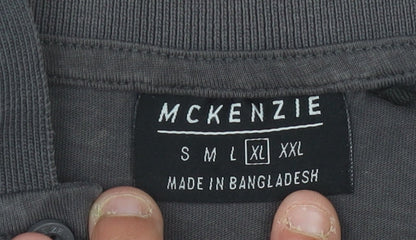 MCKENZIE
S M L XL XXL
MADE IN BANGLADESH